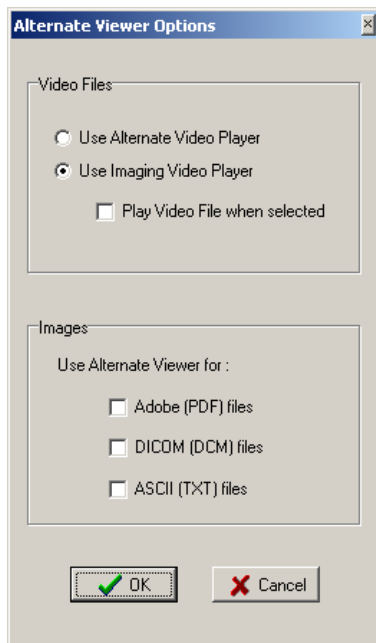 Alternate Viewer Options
Video Files
Use Alternate Video Player
Use Imaging Video Player
Play Video File when selected
Images
Use Alternate Viewer for :
Adobe (PDF) files
DICOM (DCM) files
ASCII (TXT) files
OK Cancel